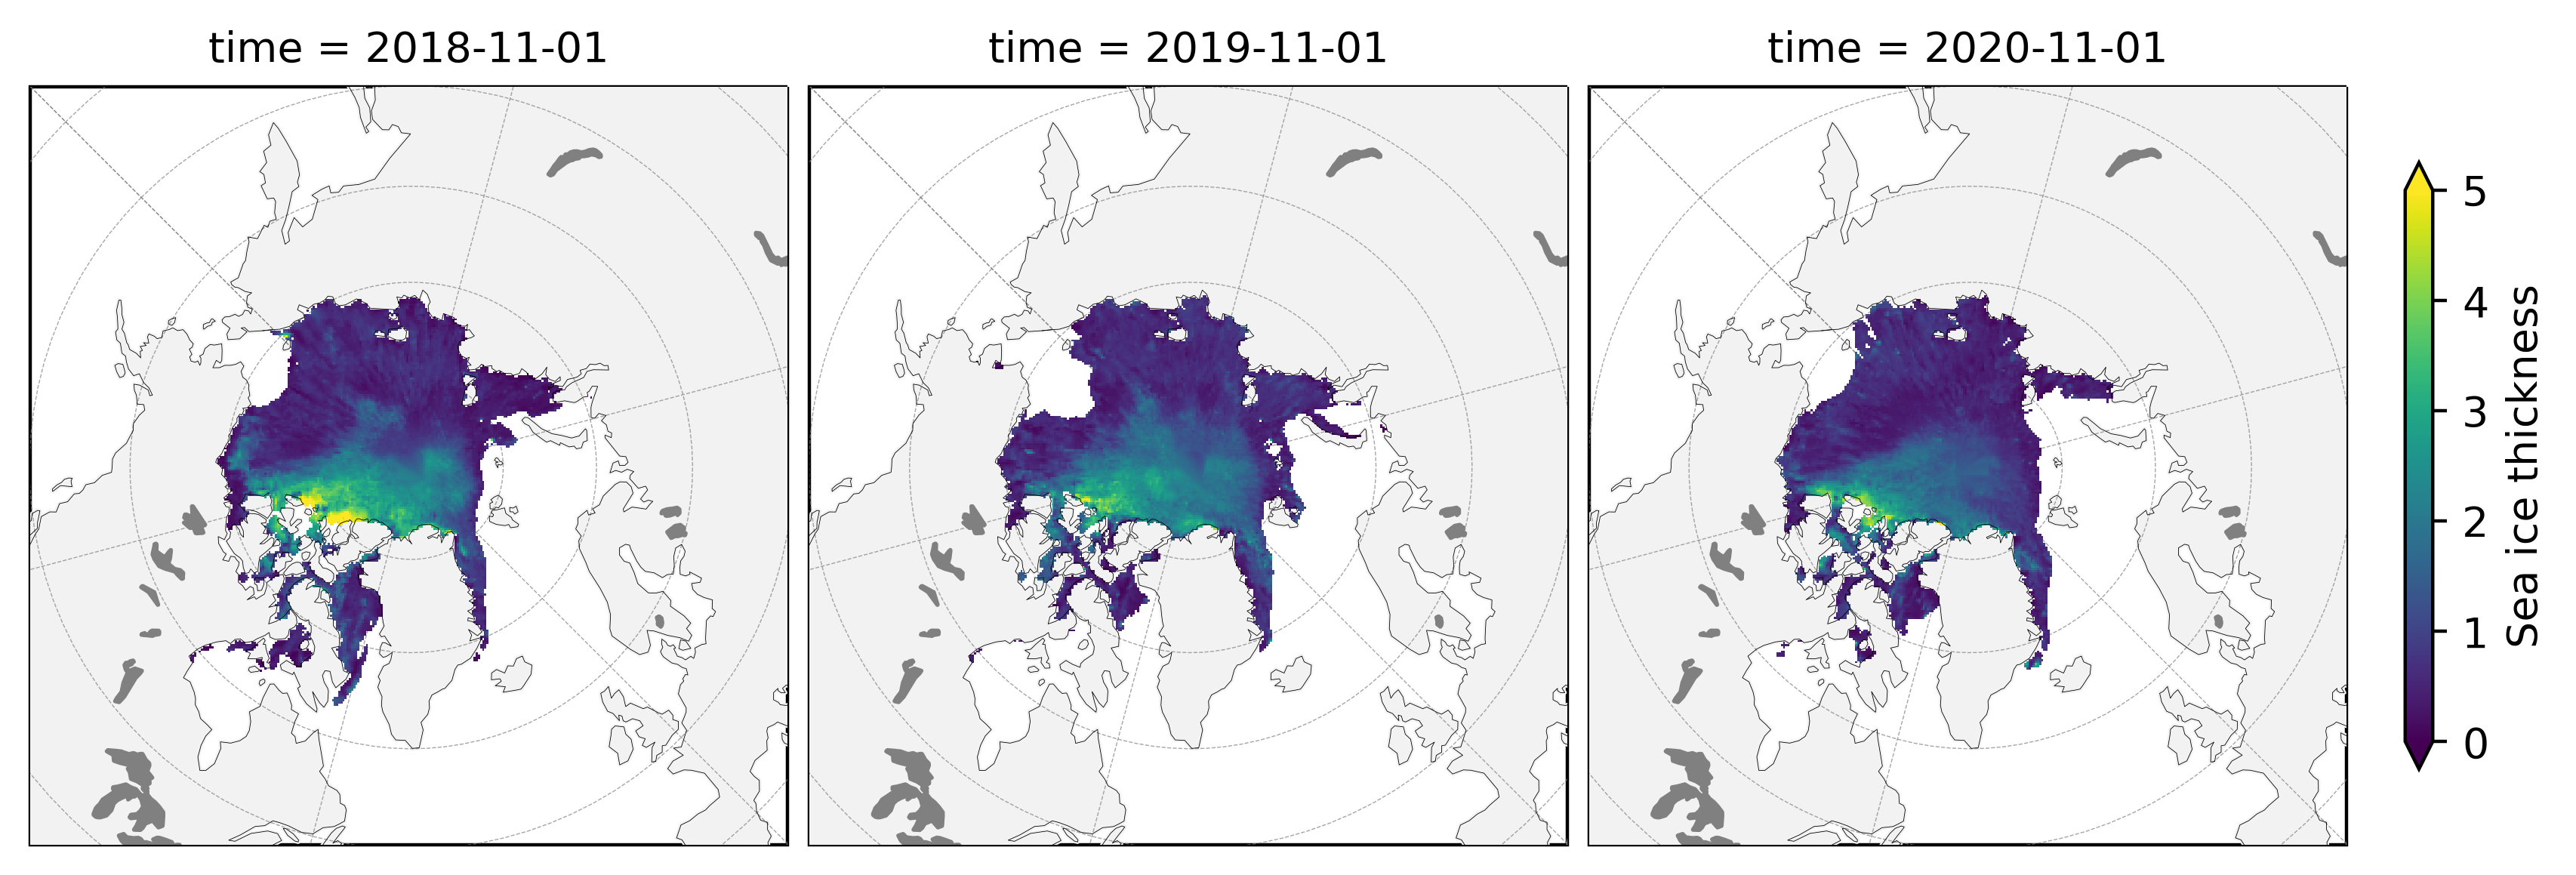 time = 2018-11-01
time = 2019-11-01
time = 2020-11-01
5
4
3
2
1
0
Sea ice thickness